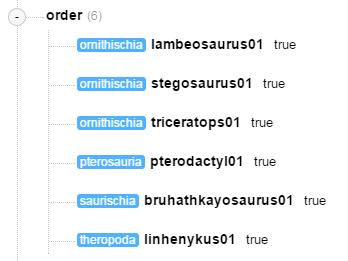 - order (6)
ornithischia lambeosaurus01 true
ornithischia stegosaurus01 true
ornithischia triceratops01 true
pterosauria pterodactyl01 true
saurischia bruhathkayosaurus01 true
theropoda linhenykus01 true